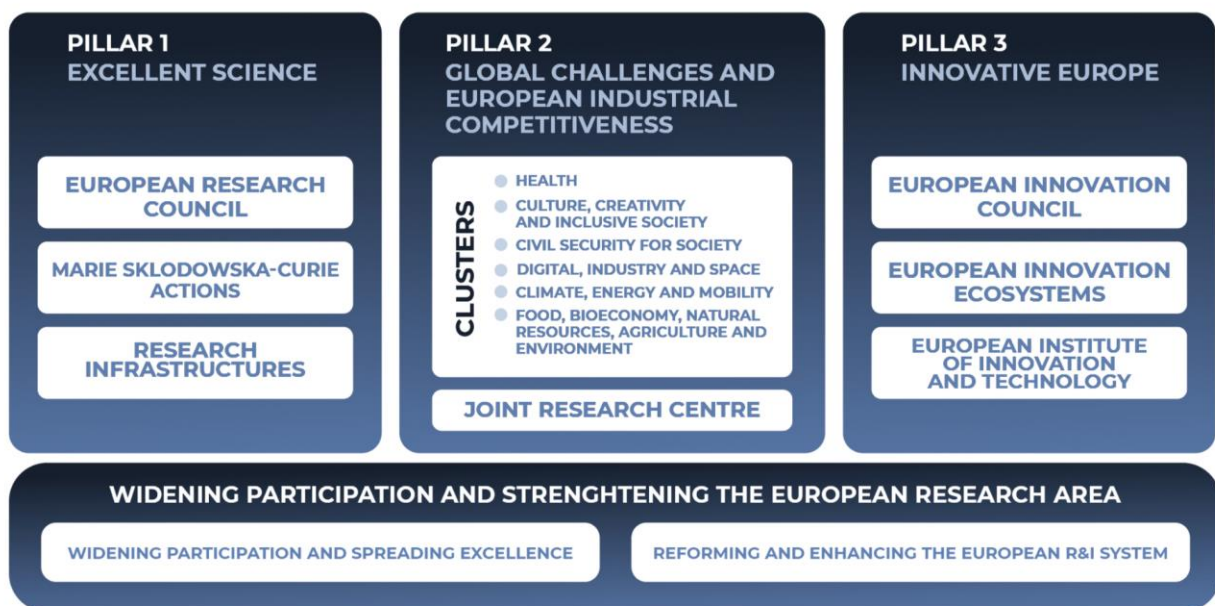 PILLAR 1
EXCELLENT SCIENCE
EUROPEAN RESEARCH
COUNCIL
MARIE SKLODOWSKA-CURIE
ACTIONS
RESEARCH
INFRASTRUCTURES
PILLAR 2
GLOBAL CHALLENGES AND
EUROPEAN INDUSTRIAL
COMPETITIVENESS
CLUSTERS
HEALTH
CULTURE, CREATIVITY
AND INCLUSIVE SOCIETY
CIVIL SECURITY FOR SOCIETY
DIGITAL, INDUSTRY AND SPACE
CLIMATE, ENERGY AND MOBILITY
FOOD, BIOECONOMY, NATURAL
RESOURCES, AGRICULTURE AND
ENVIRONMENT
JOINT RESEARCH CENTRE
PILLAR 3
INNOVATIVE EUROPE
EUROPEAN INNOVATION
COUNCIL
EUROPEAN INNOVATION
ECOSYSTEMS
EUROPEAN INSTITUTE
OF INNOVATION
AND TECHNOLOGY
WIDENING PARTICIPATION AND STRENGHTENING THE EUROPEAN RESEARCH AREA
WIDENING PARTICIPATION AND SPREADING EXCELLENCE
REFORMING AND ENHANCING THE EUROPEAN R&I SYSTEM